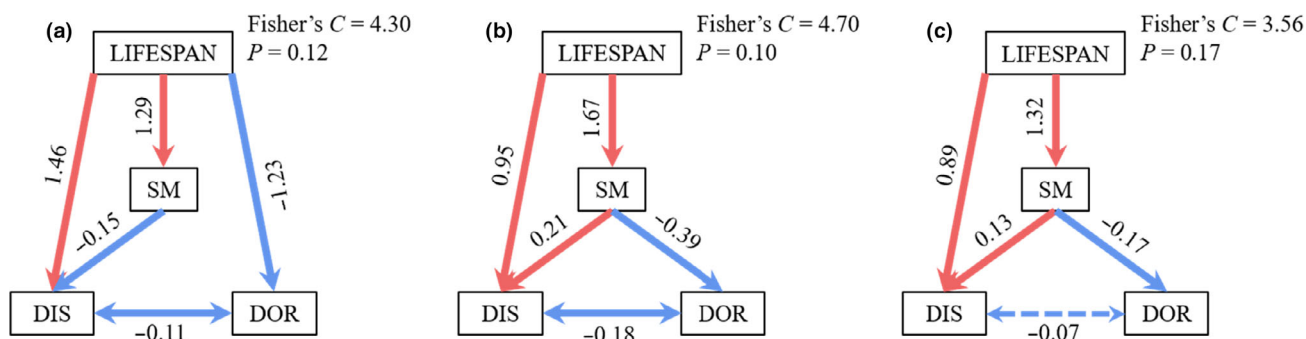 (a)
Fisher's C = 4.30
P = 0.12
LIFESPAN
1.29
1.46
−1.23
SM
−0.15
DIS
DOR
−0.11
(b)
Fisher's C = 4.70
P = 0.10
LIFESPAN
1.67
0.95
SM
0.21
−0.39
DIS
DOR
−0.18
(c)
Fisher's C = 3.56
P = 0.17
LIFESPAN
1.32
0.89
SM
0.13
−0.17
DIS
DOR
−0.07